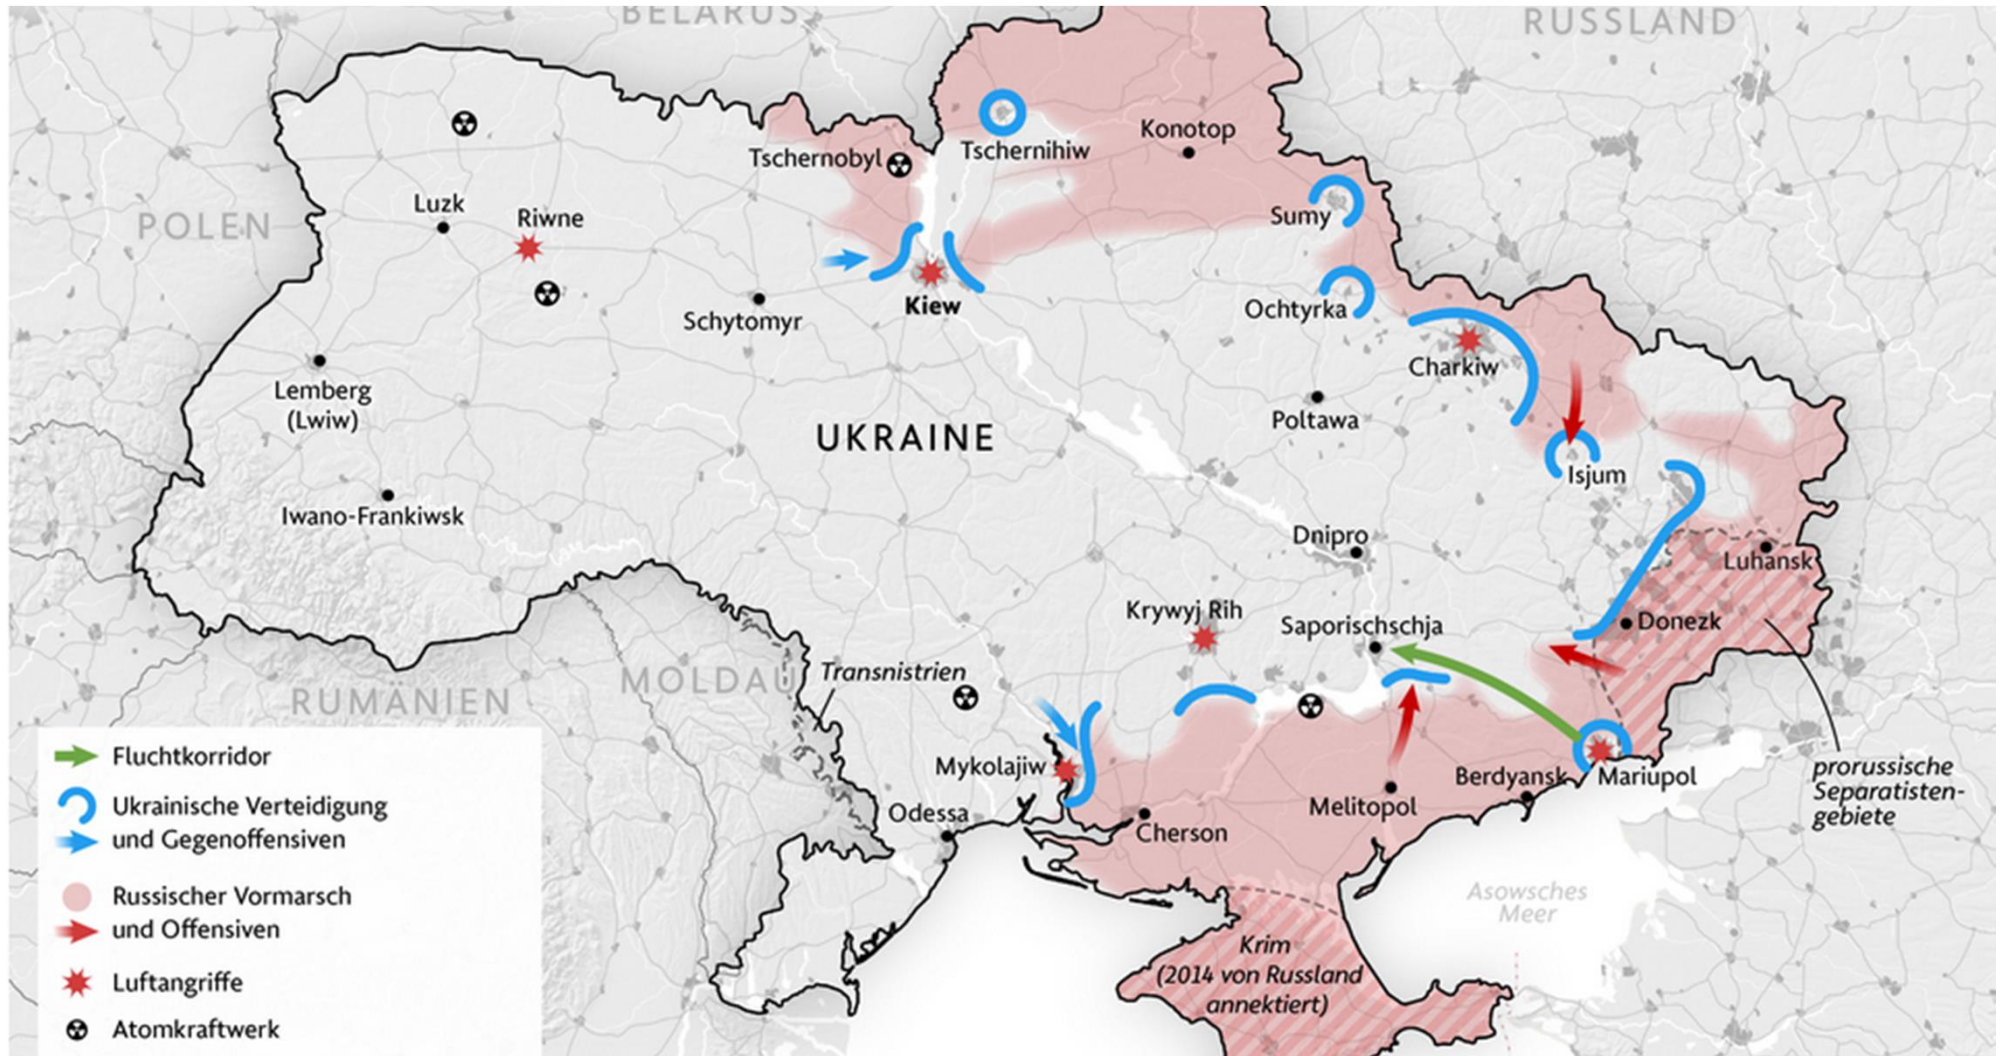 BELARUS
RUSSLAND
Konotop
Tschernobyl
Tschernihiw
POLEN
Luzk
Riwne
Sumy
Kiew
Schytomyr
Ochtyrka
Charkiw
Lemberg
(Lwiw)
Poltawa
UKRAINE
Isjum
Iwano-Frankiwsk
Dnipro
Luhansk
Krywyj Rih
Saporischschja
Donezk
MOLDAU
Transnistrien
RUMÄNIEN
Mykolajiw
Berdyansk
Mariupol
Melitopol
Odessa
Cherson
prorussische
Separatisten-
gebiete
Asowsches
Meer
Krim
(2014 von Russland
annektiert)
Fluchtkorridor
Ukrainische Verteidigung
und Gegenoffensiven
Russischer Vormarsch
und Offensiven
Luftangriffe
Atomkraftwerk